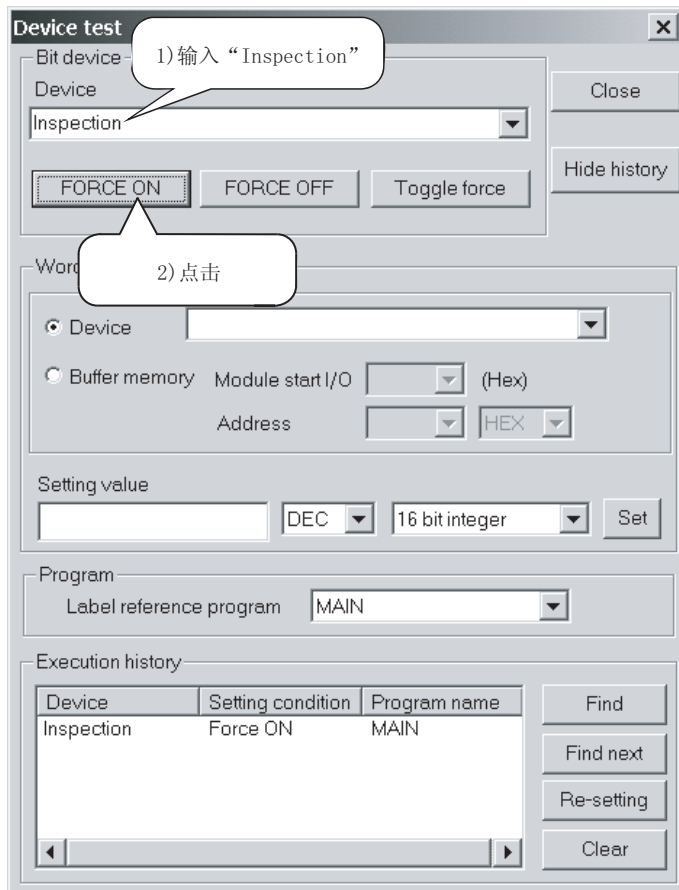 Device test
Bit device
1)输入“Inspection”
Device
Close
Inspection
Hide history
FORCE ON FORCE OFF Toggle force
2)点击
Device
Buffer memory Module start I/O (Hex)
Address HEX
Setting value
DEC 16 bit integer Set
Program
Label reference program MAIN
Execution history
Device Setting condition Program name
Find
Inspection Force ON MAIN
Find next
Re-setting
Clear